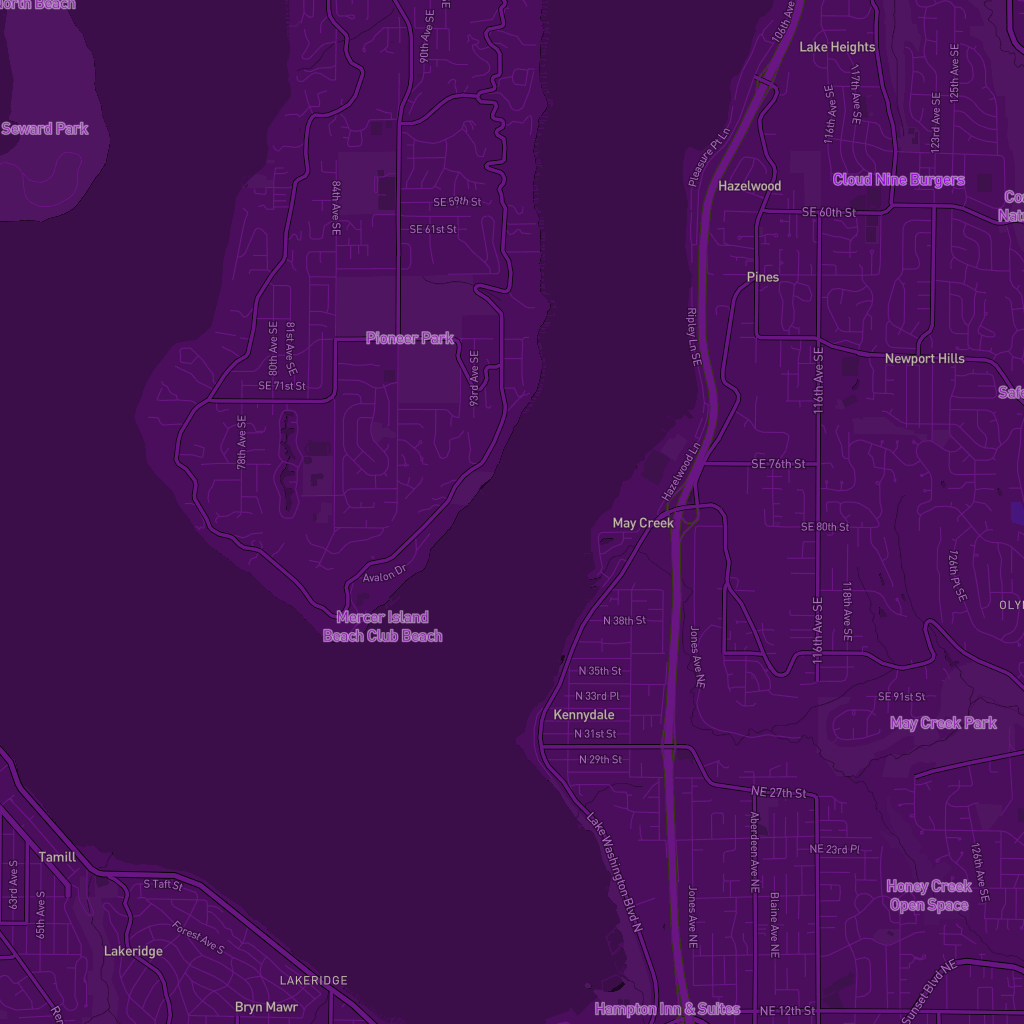 North Beach
90th Ave SE
106th Ave
Lake Heights
117th Ave SE
125th Ave SE
116th Ave SE
123rd Ave SE
Seward Park
Pleasure Pt Ln
Hazelwood
Cloud Nine Burgers
84th Ave SE
SE 59th St
SE 60th St
SE 61st St
Pines
80th Ave SE
81st Ave SE
Pioneer Park
Ripley Ln SE
Newport Hills
SE 71st St
93rd Ave SE
116th Ave SE
78th Ave SE
SE 76th St
Hazelwood Ln
May Creek
SE 80th St
Avalon Dr
126th Pl SE
118th Ave SE
Mercer Island
Beach Club Beach
N 38th St
116th Ave SE
Jones Ave NE
N 35th St
N 33rd Pl
SE 91st St
Kennydale
May Creek Park
N 31st St
N 29th St
NE 27th St
Aberdeen Ave NE
NE 23rd Pl
Tamill
63rd Ave S
65th Ave S
S Taft St
Lake Washington Blvd N
126th Ave SE
Honey Creek
Open Space
Jones Ave NE
Blaine Ave NE
Forest Ave S
Lakeridge
LAKERIDGE
Sunset Blvd NE
Bryn Mawr
Hampton Inn & Suites
NE 12th St